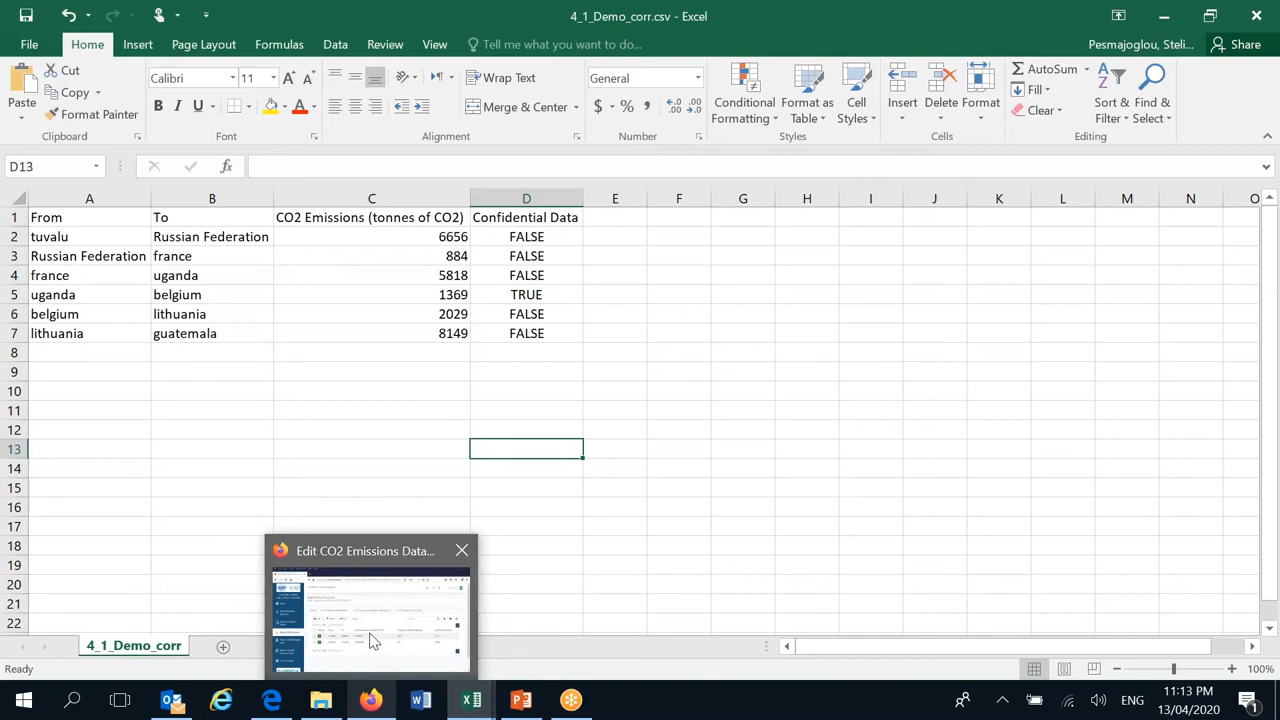 4_1_Demo_corr.csv - Excel
File Home Insert Page Layout Formulas Data Review View Tell me what you want to do... Pesmajoglou, Steli... Share
Paste Cut Copy Format Painter Clipboard
Calibri 11 A A B I U A Font
Wrap Text Merge & Center Alignment
General $ % , .0 .00 .00 .0 Number
Conditional Formatting Format as Table Cell Styles Styles
Insert Delete Format Cells
AutoSum Fill Clear Sort & Filter Find & Select Editing
D13 fx
A B C D E F G H I J K L M N O
1 From To CO2 Emissions (tonnes of CO2) Confidential Data
2 tuvalu Russian Federation 6656 FALSE
3 Russian Federation france 884 FALSE
4 france uganda 5818 FALSE
5 uganda belgium 1369 TRUE
6 belgium lithuania 2029 FALSE
7 lithuania guatemala 8149 FALSE
8
9
10
11
12
13
14
15
16
17
18
19
20
21
22
Edit CO2 Emissions Data...
4_1_Demo_corr
Ready 100%
ENG 11:13 PM
13/04/2020 1